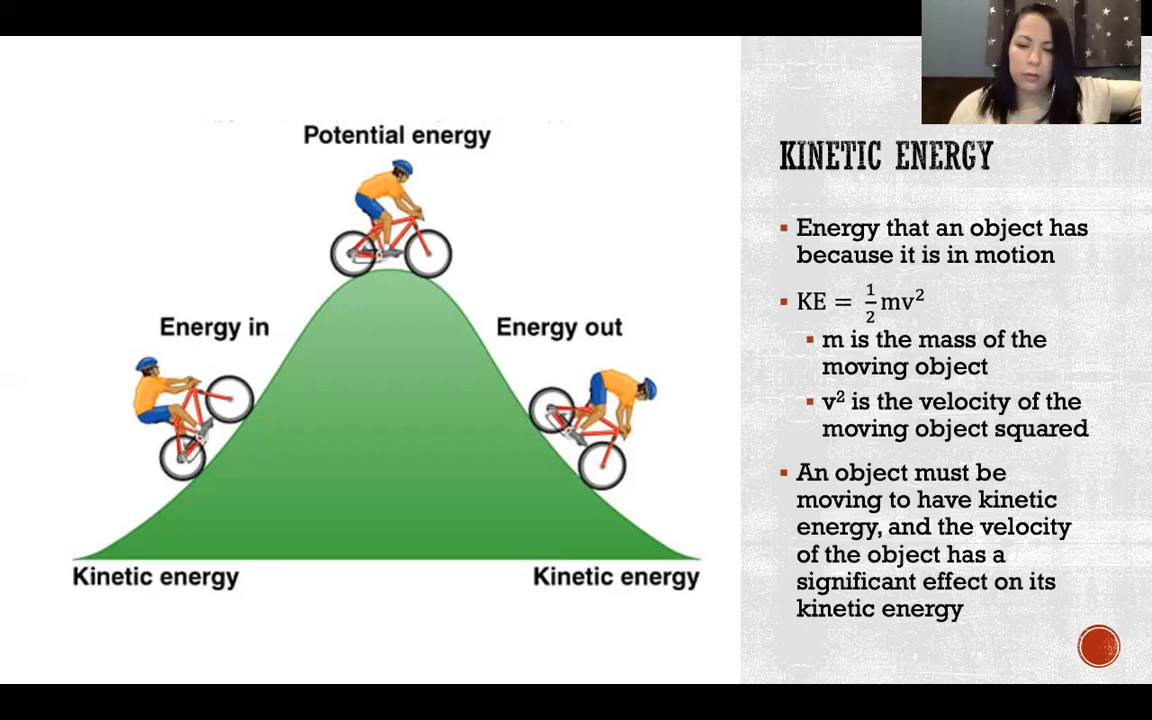 Potential energy
Energy in
Energy out
Kinetic energy
Kinetic energy
KINETIC ENERGY
▪ Energy that an object has
because it is in motion
▪ KE = ½mv²
▪ m is the mass of the
moving object
▪ v² is the velocity of the
moving object squared
▪ An object must be
moving to have kinetic
energy, and the velocity
of the object has a
significant effect on its
kinetic energy